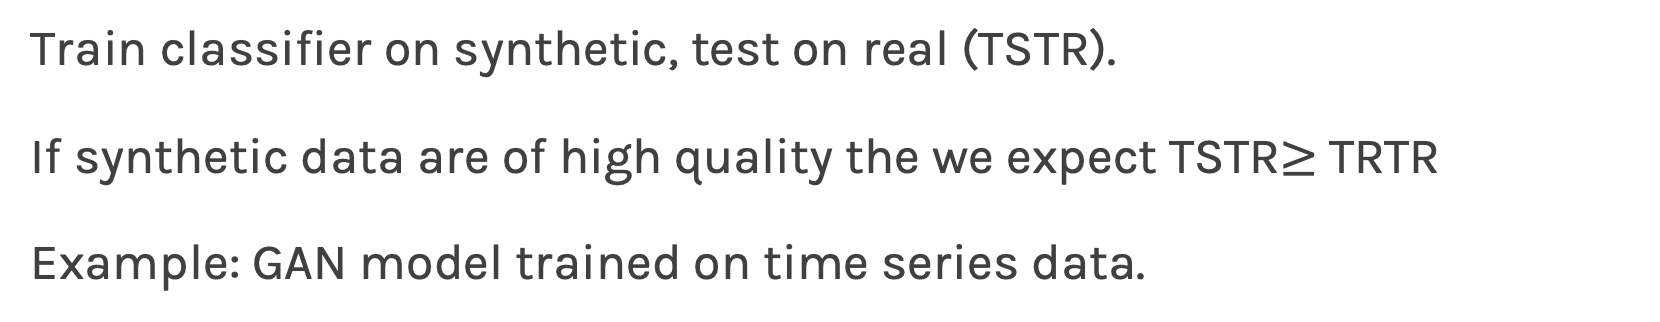 Train classifier on synthetic, test on real (TSTR).
If synthetic data are of high quality the we expect TSTR≥ TRTR
Example: GAN model trained on time series data.